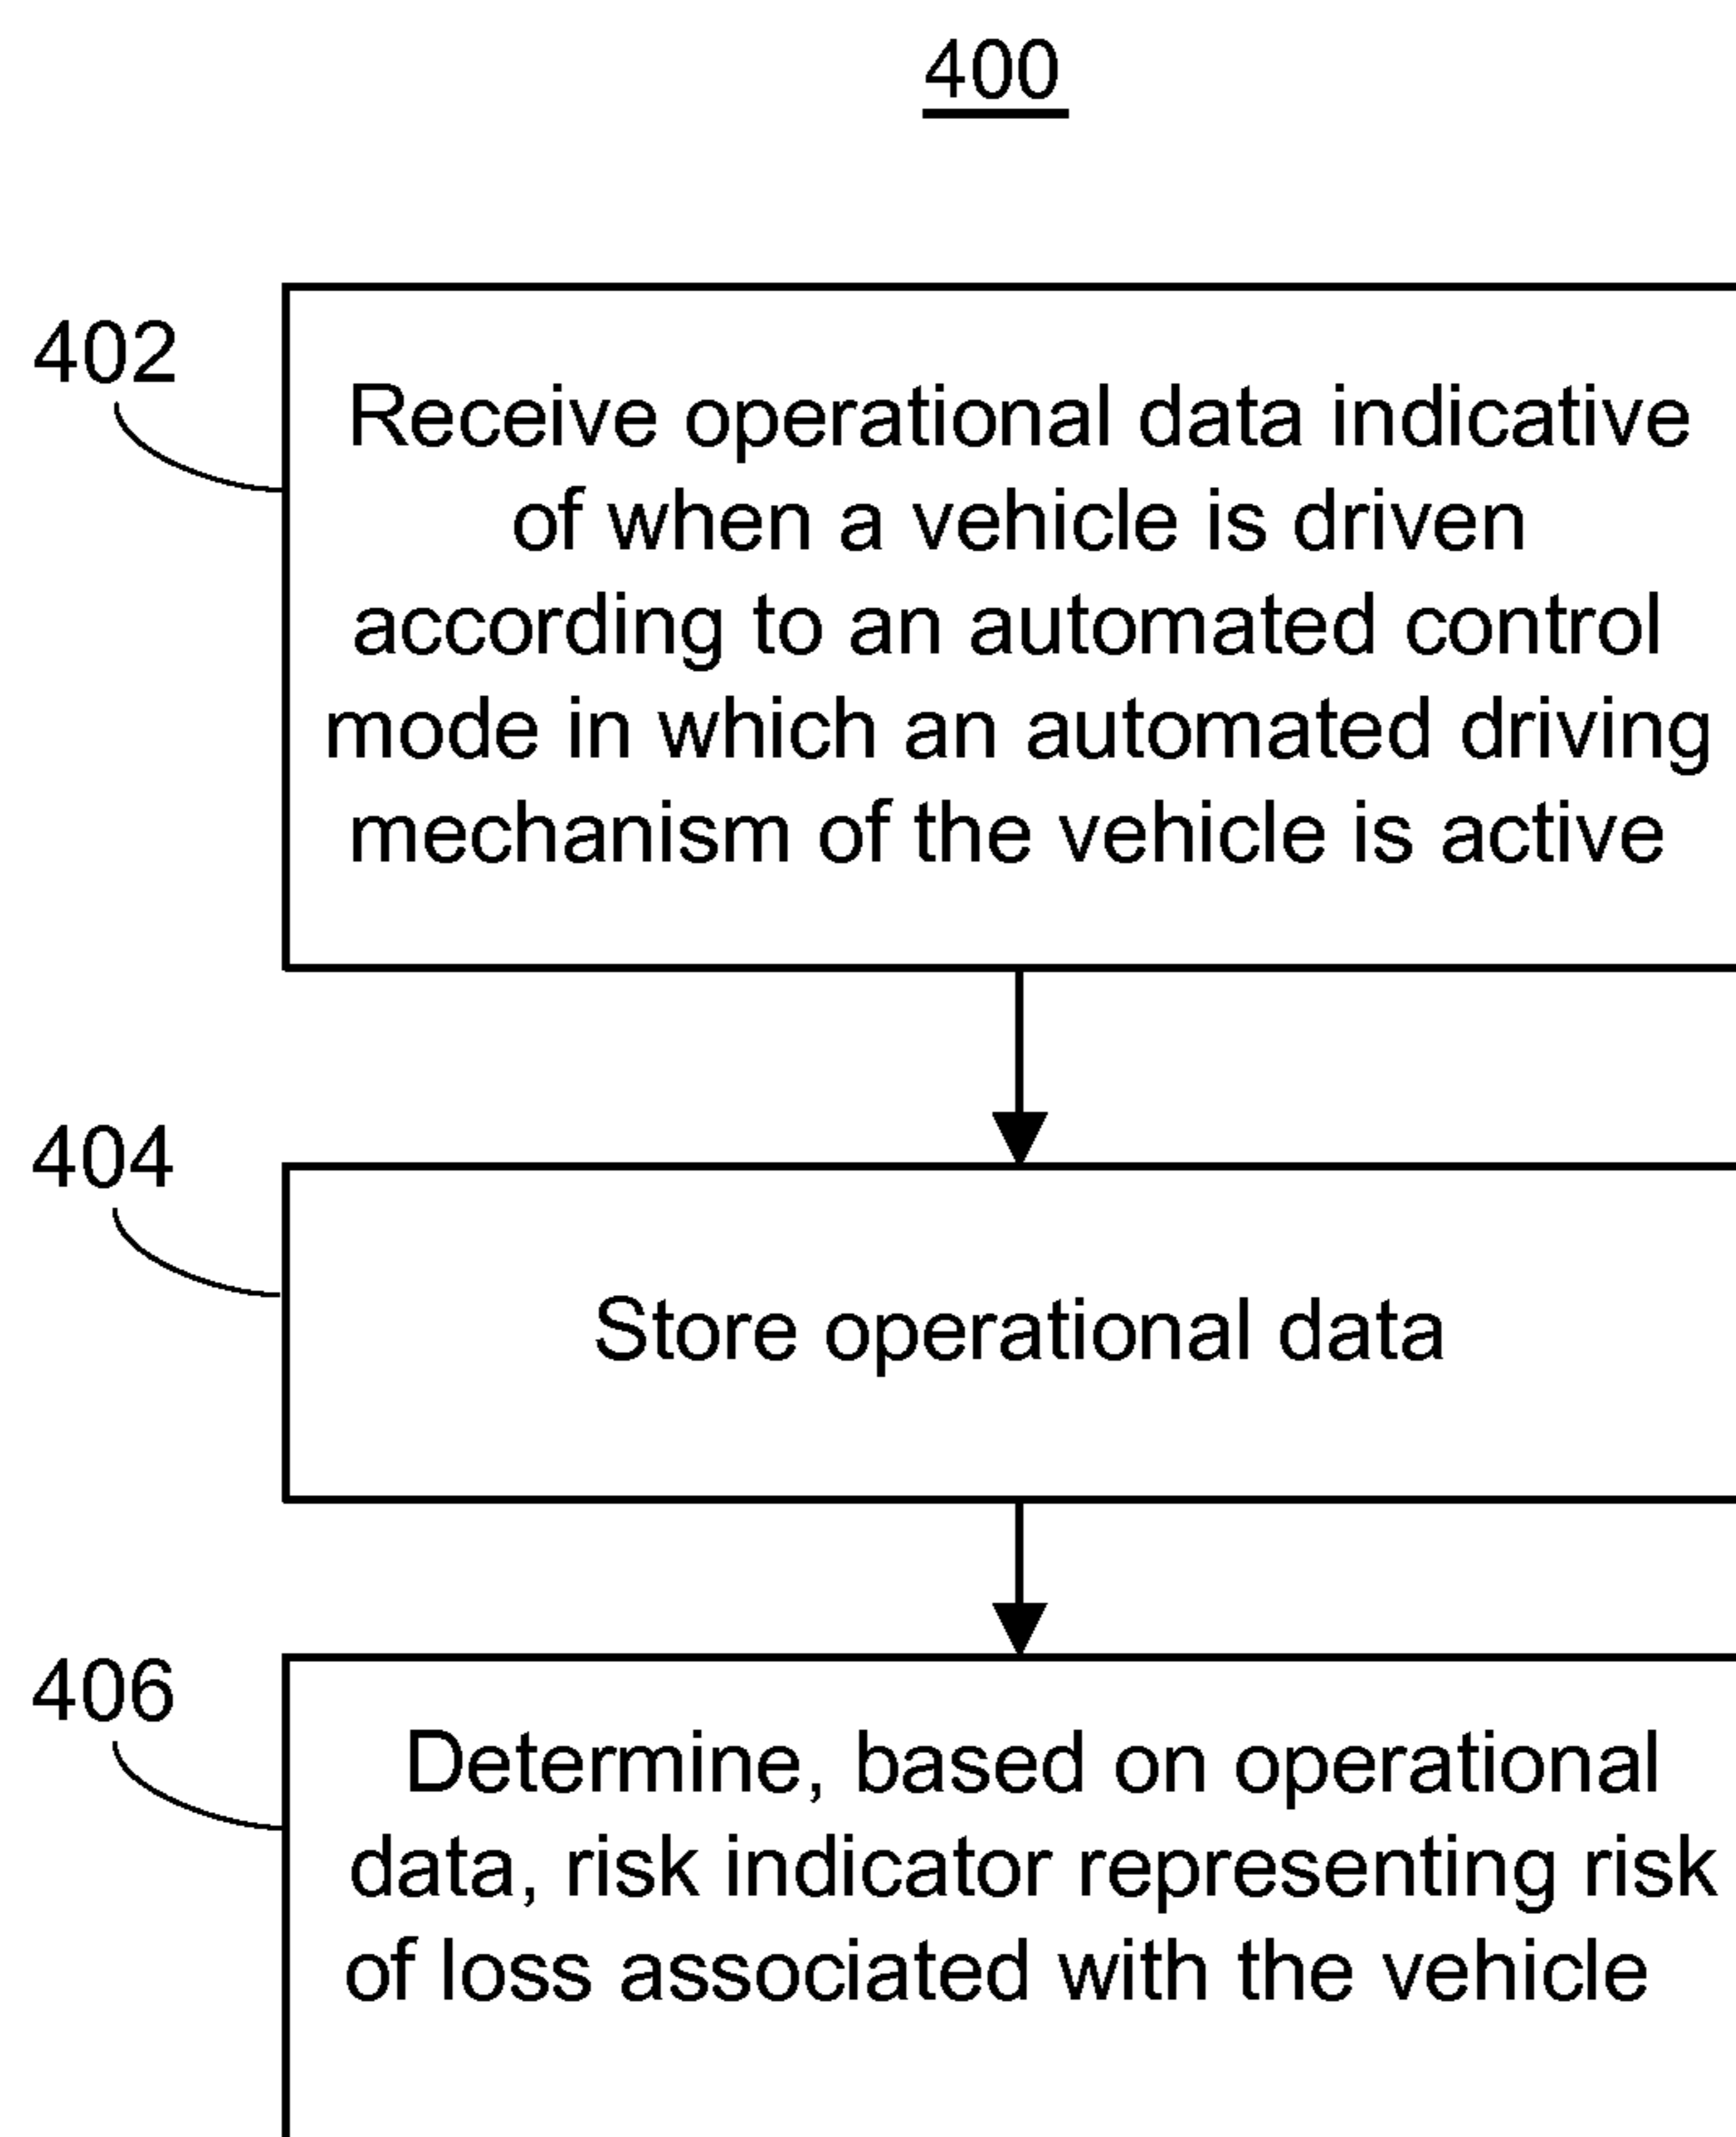 400
402
Receive operational data indicative
of when a vehicle is driven
according to an automated control
mode in which an automated driving
mechanism of the vehicle is active
404
Store operational data
406
Determine, based on operational
data, risk indicator representing risk
of loss associated with the vehicle